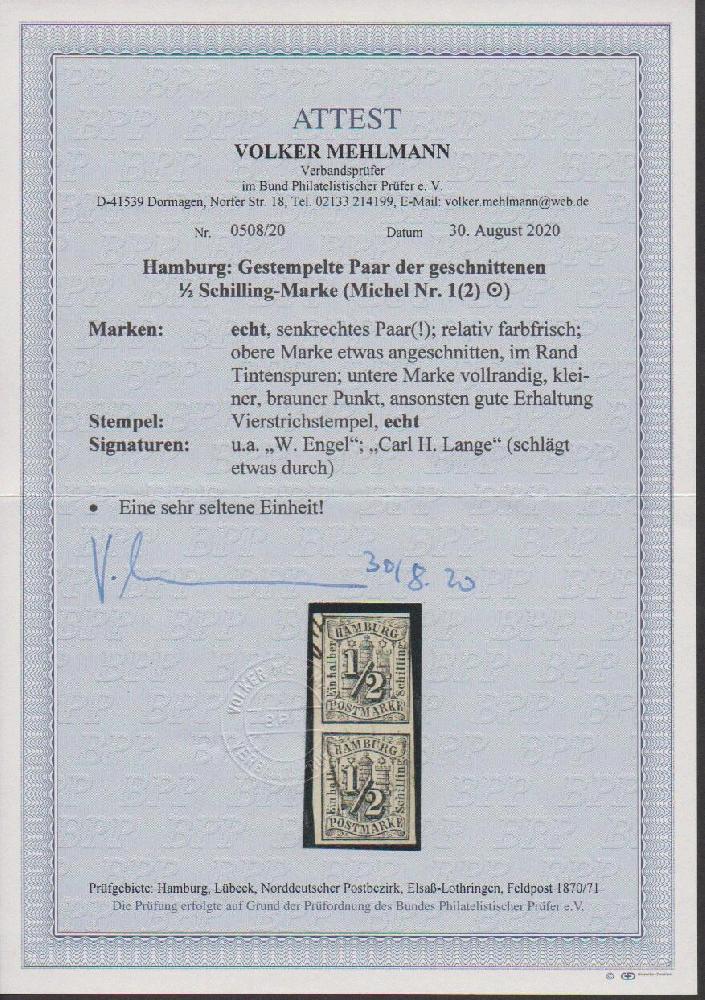 ATTEST
VOLKER MEHLMANN
Verbandsprüfer
im Bund Philatelistischer Prüfer e. V.
D-41539 Dormagen, Norfer Str. 18, Tel. 02133 214199, E-Mail: volker.mehlmann@web.de
Nr. 0508/20 Datum 30. August 2020
Hamburg: Gestempelte Paar der geschnittenen
½ Schilling-Marke (Michel Nr. 1(2) ⊙)
Marken: echt, senkrechtes Paar(!); relativ farbfrisch;
obere Marke etwas angeschnitten, im Rand
Tintenspuren; untere Marke vollrandig, klei-
ner, brauner Punkt, ansonsten gute Erhaltung
Stempel: Vierstrichstempel, echt
Signaturen: u.a. „W. Engel“; „Carl H. Lange“ (schlägt
etwas durch)
• Eine sehr seltene Einheit!
30/8. 20
HAMBURG
Ein halber
1/2
Schilling
POSTMARKE
HAMBURG
Ein halber
1/2
Schilling
POSTMARKE
VOLKER
Prüfgebiete: Hamburg, Lübeck, Norddeutscher Postbezirk, Elsaß-Lothringen, Feldpost 1870/71
Die Prüfung erfolgte auf Grund der Prüfordnung des Bundes Philatelistischer Prüfer e.V.